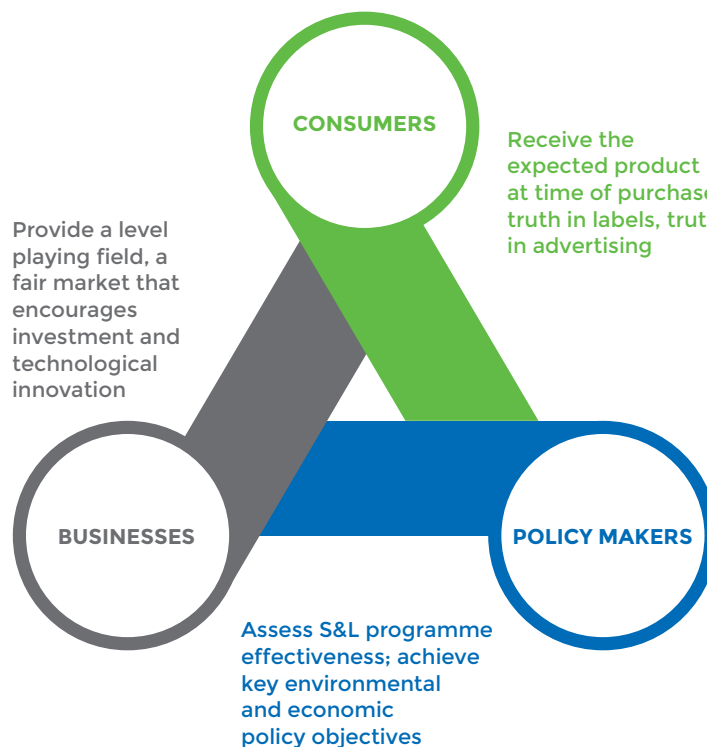 CONSUMERS
Receive the
expected product
at time of purchase
truth in labels, trut
in advertising
Provide a level
playing field, a
fair market that
encourages
investment and
technological
innovation
BUSINESSES
POLICY MAKERS
Assess S&L programme
effectiveness; achieve
key environmental
and economic
policy objectives